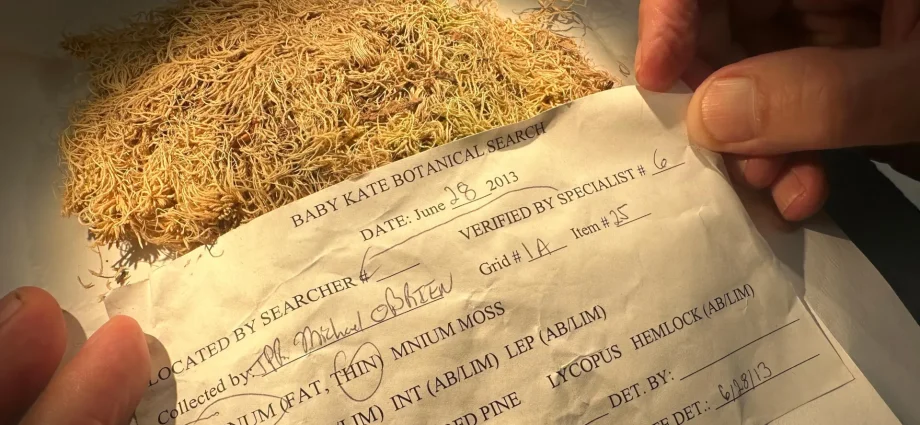 BABY KATE BOTANICAL SEARCH
DATE: June 28 2013
LOCATED BY SEARCHER # VERIFIED BY SPECIALIST # 6
Collected by: Michael OBRIEN Grid # 1A Item # 25
NUM (FAT, THIN) MNIUM MOSS
LIM) INT (AB/LIM) LEP (AB/LIM)
ED PINE LYCOPUS HEMLOCK (AB/LIM)
DET. BY:
DET.: 6/28/13